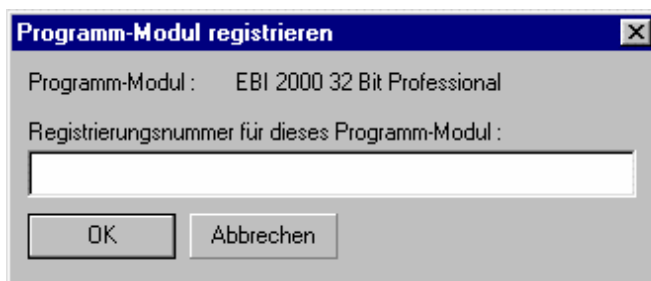 Programm-Modul registrieren
Programm-Modul : EBI 2000 32 Bit Professional
Registrierungsnummer für dieses Programm-Modul :
OK Abbrechen